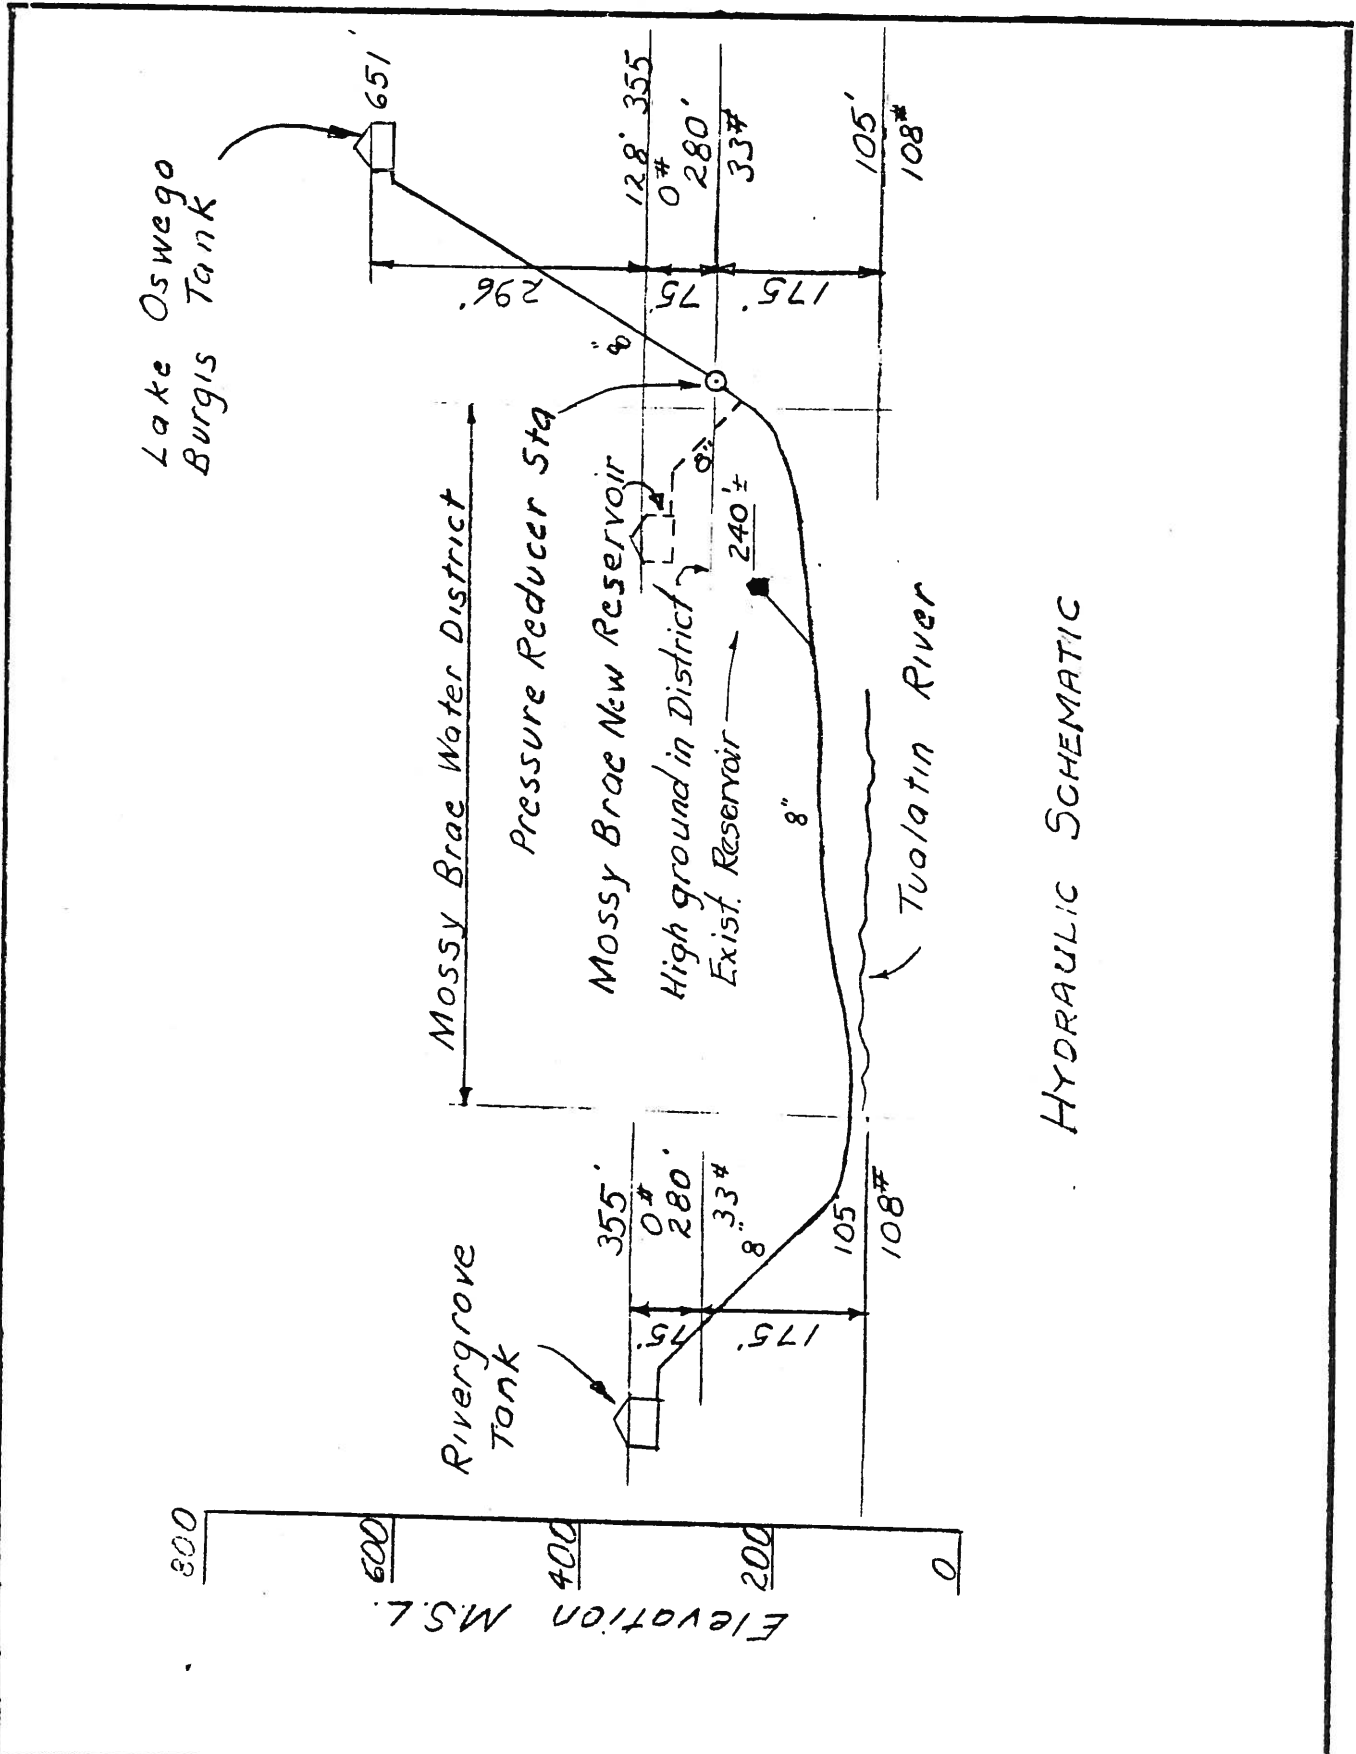 Lake Oswego
Burgis Tank
651'
296'
8"
128' 355
0#
75'
280'
33#
175'
105'
108#
Mossy Brae Water District
Pressure Reducer Sta
Mossy Brae New Reservoir
8"
High ground in District
240'±
Exist. Reservoir
8"
Tualatin River
Rivergrove
Tank
355'
0#
75'
280'
33#
8"
175'
105
108#
800
600
400
200
0
Elevation M.S.L.
HYDRAULIC SCHEMATIC